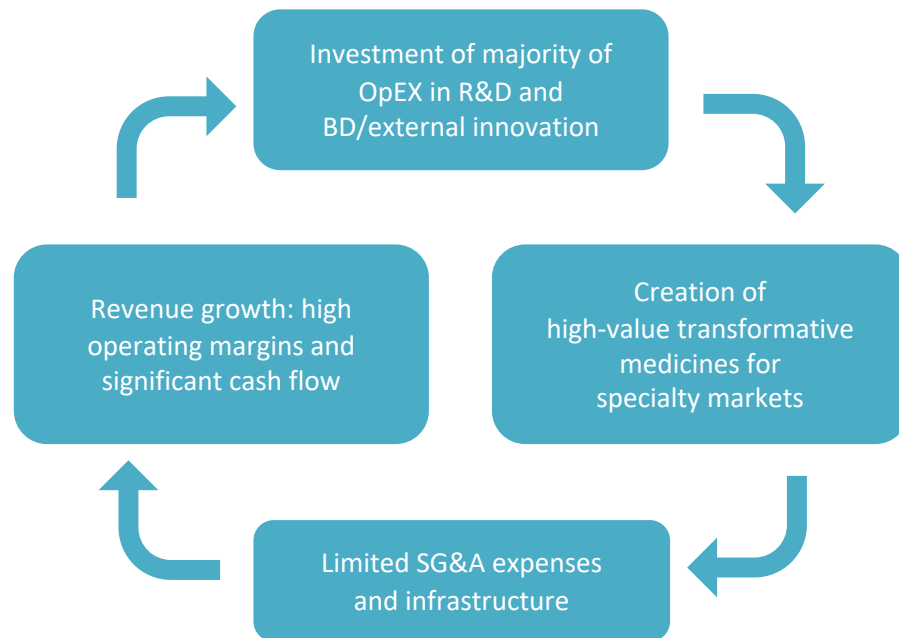 Investment of majority of
OpEX in R&D and
BD/external innovation
Creation of
high-value transformative
medicines for
specialty markets
Limited SG&A expenses
and infrastructure
Revenue growth: high
operating margins and
significant cash flow